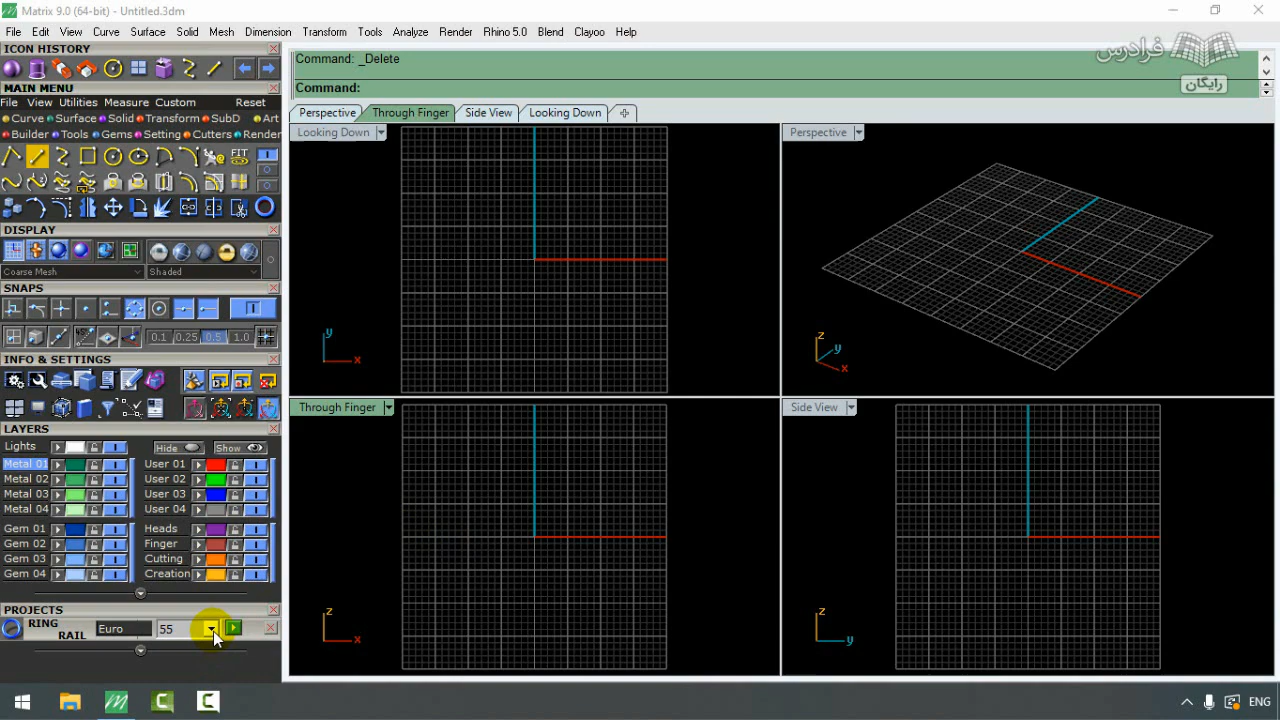 Matrix 9.0 (64-bit) - Untitled.3dm
File Edit View Curve Surface Solid Mesh Transform Tools Dimension Analyze Render Rhino 5.0 Blend Clayoo Help
فرادرس
رایگان
ICON HISTORY
MAIN MENU
File View Utilities Measure Custom Reset
Curve Surface Solid Transform SubD Art
Builder Tools Gems Setting Cutters Render
FIT
DISPLAY
Coarse Mesh Shaded
SNAPS
0.1 0.25 0.5 1.0
INFO & SETTINGS
LAYERS
Lights Hide Show
Metal 01 User 01
Metal 02 User 02
Metal 03 User 03
Metal 04 User 04
Gem 01 Heads
Gem 02 Finger
Gem 03 Cutting
Gem 04 Creation
PROJECTS
RING RAIL Euro 55
Command: _Delete
Command:
Perspective Through Finger Side View Looking Down
Looking Down
y
x
Perspective
z
y
x
Through Finger
z
x
Side View
z
y
ENG